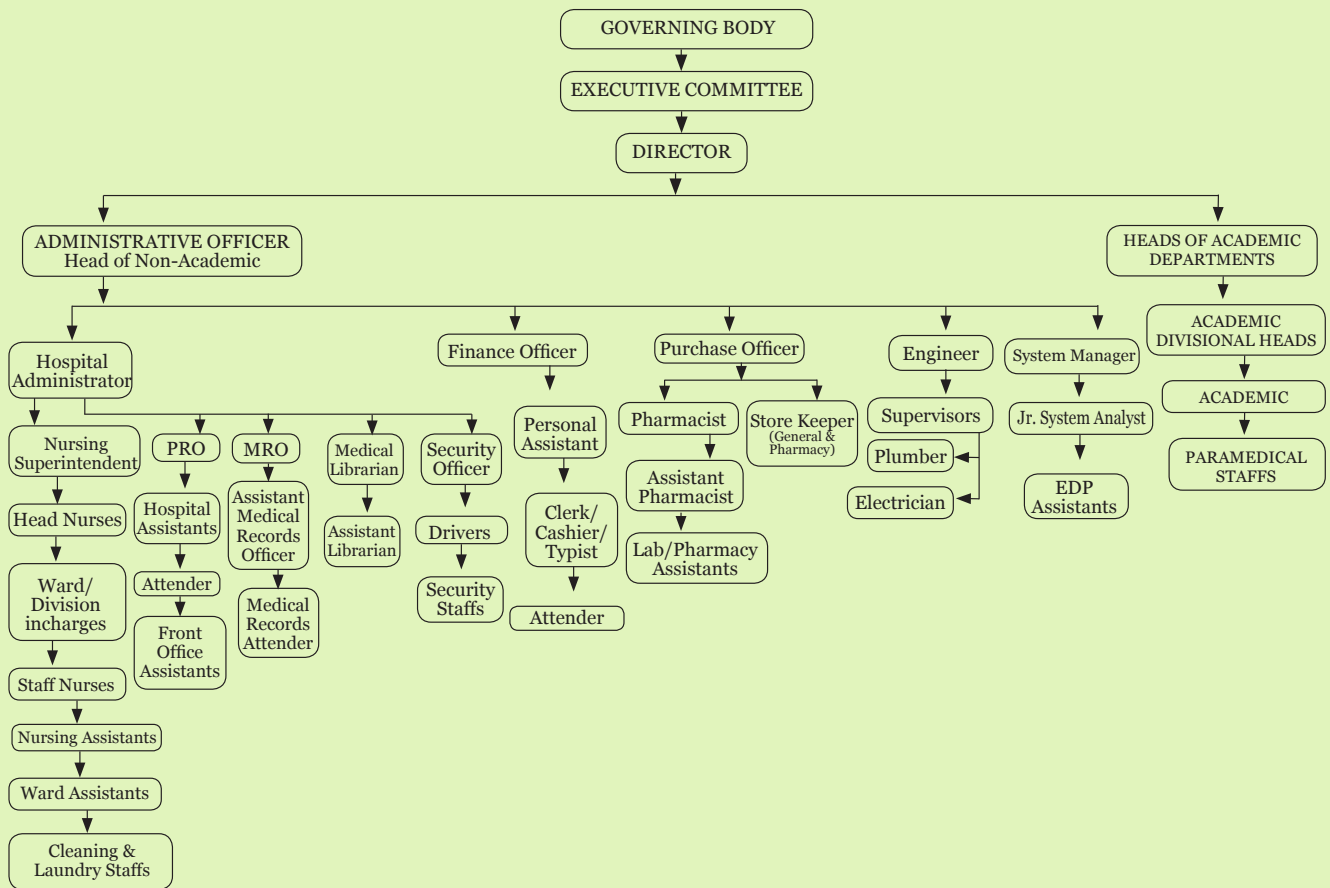 GOVERNING BODY
EXECUTIVE COMMITTEE
DIRECTOR
ADMINISTRATIVE OFFICER
Head of Non-Academic
HEADS OF ACADEMIC
DEPARTMENTS
Hospital
Administrator
Finance Officer
Purchase Officer
Engineer
System Manager
ACADEMIC
DIVISIONAL HEADS
Nursing
Superintendent
PRO
MRO
Medical
Librarian
Security
Officer
Personal
Assistant
Pharmacist
Store Keeper
(General &
Pharmacy)
Supervisors
Plumber
Electrician
Jr. System Analyst
ACADEMIC
Head Nurses
Hospital
Assistants
Assistant
Medical
Records
Officer
Assistant
Librarian
Drivers
Clerk/
Cashier/
Typist
Assistant
Pharmacist
EDP
Assistants
PARAMEDICAL
STAFFS
Ward/
Division
incharges
Attender
Medical
Records
Attender
Security
Staffs
Attender
Lab/Pharmacy
Assistants
Front
Office
Assistants
Staff Nurses
Nursing Assistants
Ward Assistants
Cleaning &
Laundry Staffs